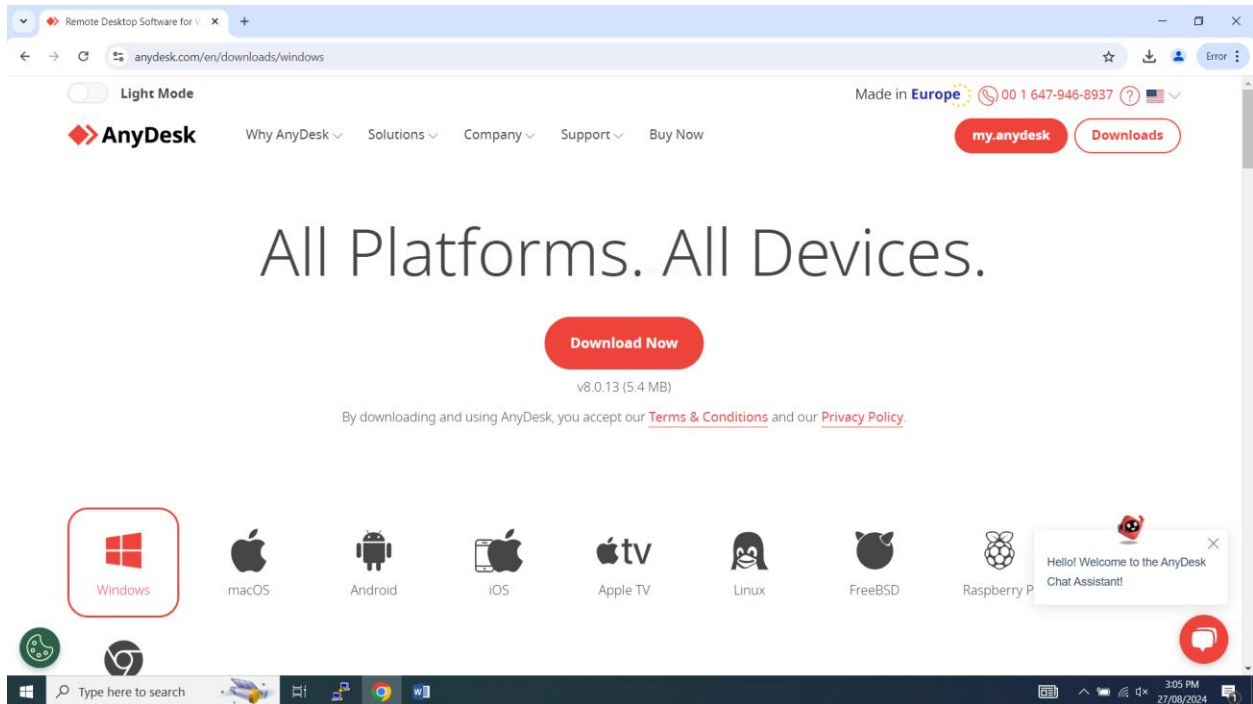 Remote Desktop Software for W
anydesk.com/en/downloads/windows
Error
Light Mode
Made in Europe
00 1 647-946-8937
?
AnyDesk
Why AnyDesk
Solutions
Company
Support
Buy Now
my.anydesk
Downloads
All Platforms. All Devices.
Download Now
v8.0.13 (5.4 MB)
By downloading and using AnyDesk, you accept our Terms & Conditions and our Privacy Policy.
Windows
macOS
Android
iOS
tv
Apple TV
Linux
FreeBSD
Raspberry P
Hello! Welcome to the AnyDesk
Chat Assistant!
Type here to search
3:05 PM
27/08/2024